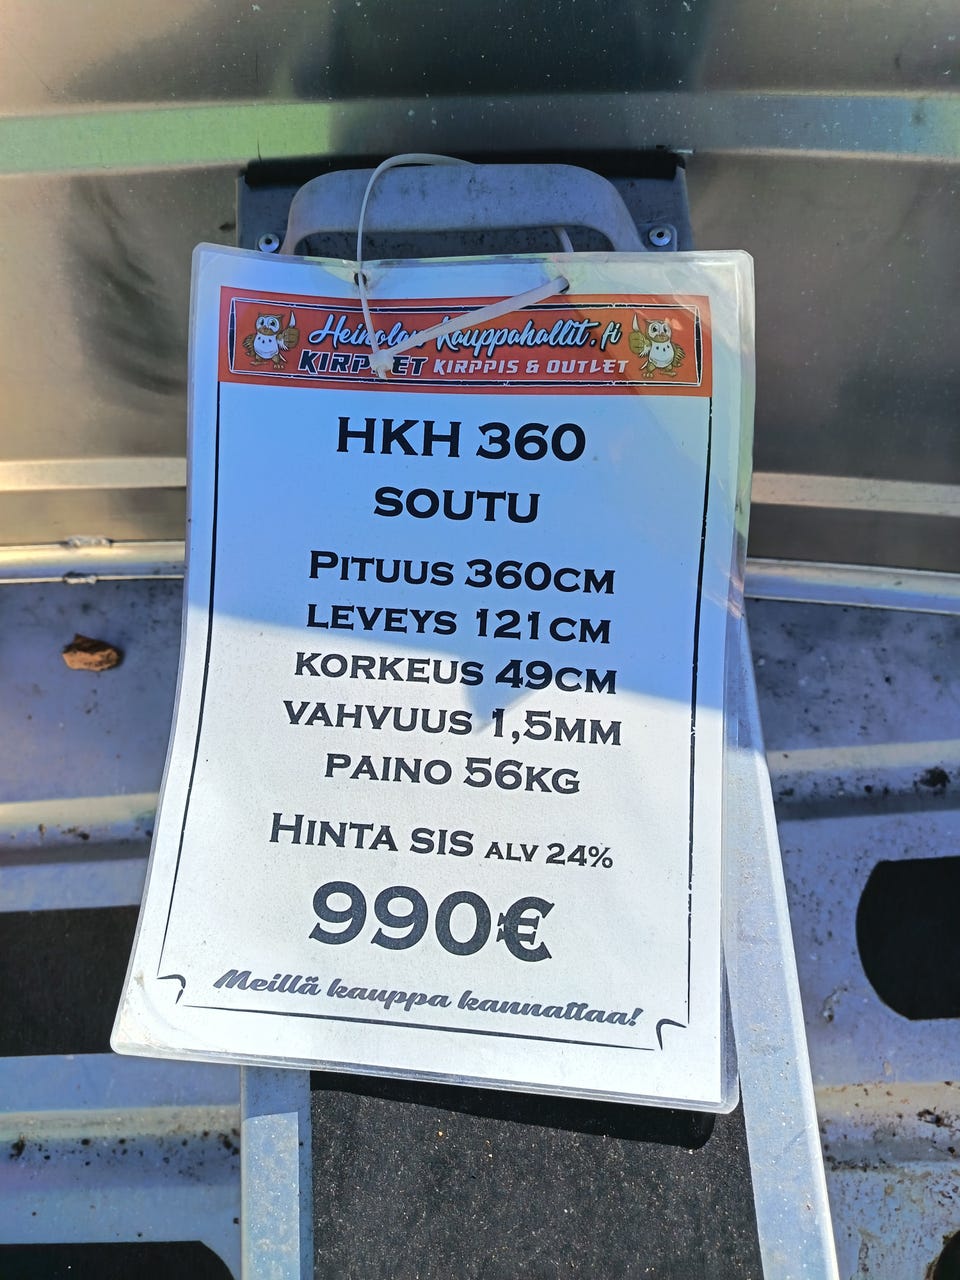 Heinolan Kauppahallit.fi
KIRPPIS & OUTLET
HKH 360
SOUTU
PITUUS 360CM
LEVEYS 121CM
KORKEUS 49CM
VAHVUUS 1,5MM
PAINO 56KG
HINTA SIS ALV 24%
990€
Meillä kauppa kannattaa!